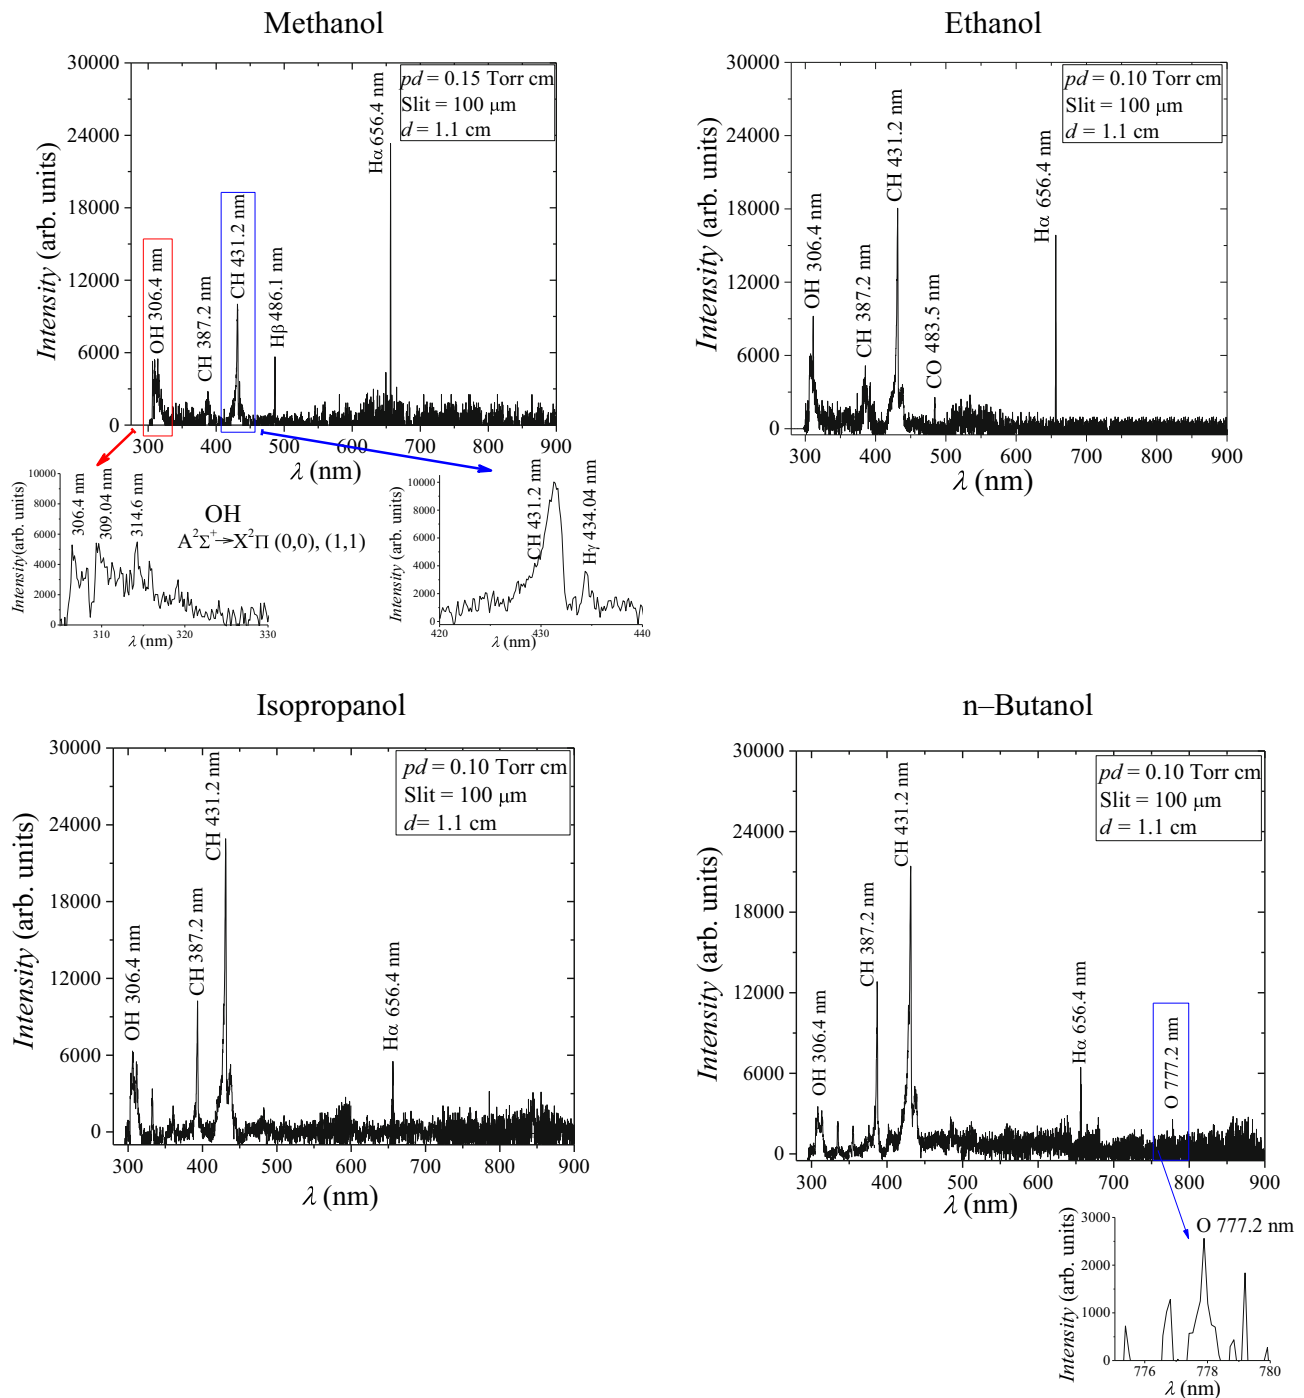 Methanol
30000
24000
18000
12000
6000
0
Intensity (arb. units)
pd = 0.15 Torr cm
Slit = 100 μm
d = 1.1 cm
OH 306.4 nm
CH 387.2 nm
CH 431.2 nm
Hβ 486.1 nm
Hα 656.4 nm
300 400 500 600 700 800 900
λ (nm)
10000
8000
6000
4000
2000
0
Intensity(arb. units)
306.4 nm
309.04 nm
314.6 nm
OH
A²Σ⁺→X²Π (0,0), (1,1)
310 320 330
λ (nm)
10000
8000
6000
4000
2000
0
Intensity (arb. units)
CH 431.2 nm
Hγ 434.04 nm
420 430 440
λ (nm)
Ethanol
30000
24000
18000
12000
6000
0
Intensity (arb. units)
pd = 0.10 Torr cm
Slit = 100 μm
d = 1.1 cm
OH 306.4 nm
CH 387.2 nm
CH 431.2 nm
CO 483.5 nm
Hα 656.4 nm
300 400 500 600 700 800 900
λ (nm)
Isopropanol
30000
24000
18000
12000
6000
0
Intensity (arb. units)
pd = 0.10 Torr cm
Slit = 100 μm
d= 1.1 cm
OH 306.4 nm
CH 387.2 nm
CH 431.2 nm
Hα 656.4 nm
300 400 500 600 700 800 900
λ (nm)
n–Butanol
30000
24000
18000
12000
6000
0
Intensity (arb. units)
pd = 0.10 Torr cm
Slit = 100 μm
d = 1.1 cm
OH 306.4 nm
CH 387.2 nm
CH 431.2 nm
Hα 656.4 nm
O 777.2 nm
300 400 500 600 700 800 900
λ (nm)
3000
2000
1000
0
Intensity (arb. units)
O 777.2 nm
776 778 780
λ (nm)